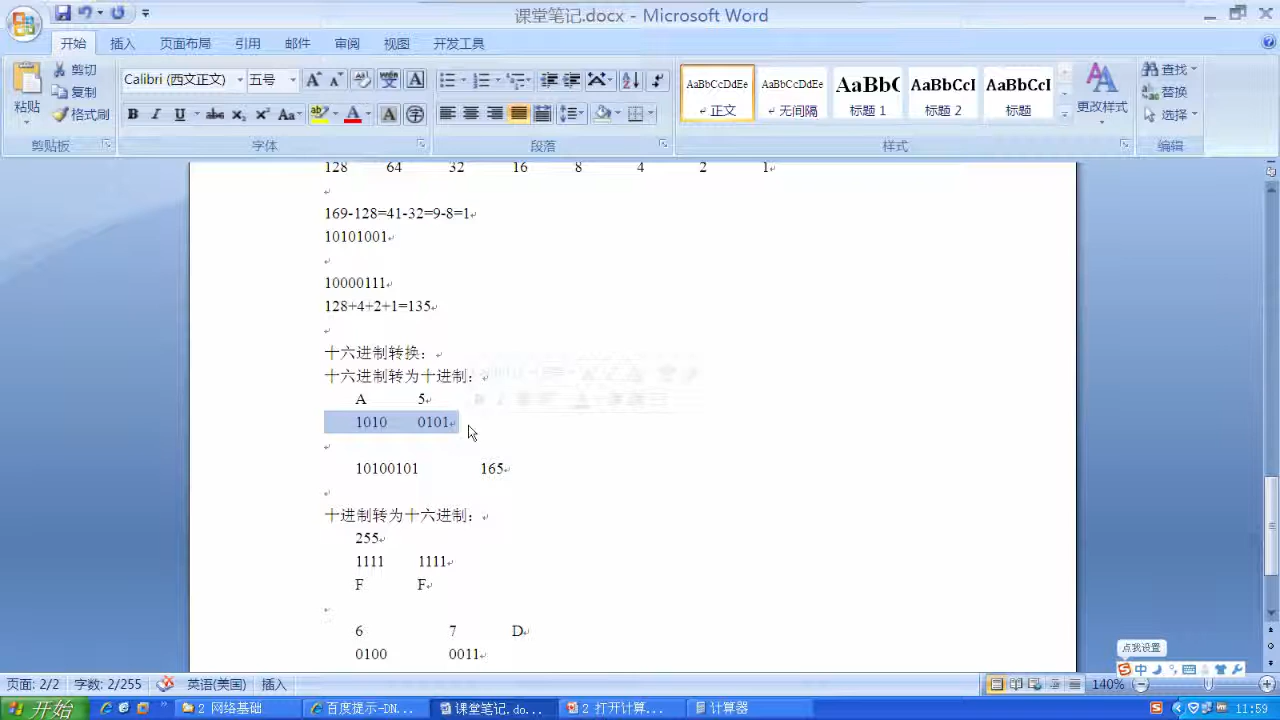 课堂笔记.docx - Microsoft Word
开始 插入 页面布局 引用 邮件 审阅 视图 开发工具
粘贴 剪切 复制 格式刷
剪贴板
Calibri (西文正文) 五号
字体
段落
AaBbCcDdEe AaBbCcDdEe AaBbC AaBbCcI AaBbCcI
正文 无间隔 标题 1 标题 2 标题
更改样式
样式
查找
替换
选择
编辑
128 64 32 16 8 4 2 1
169-128=41-32=9-8=1
10101001
10000111
128+4+2+1=135
十六进制转换：
十六进制转为十进制：
A 5
1010 0101
10100101 165
十进制转为十六进制：
255
1111 1111
F F
6 7 D
0100 0011
点我设置
中
页面: 2/2 字数: 2/255 英语(美国) 插入 140%
开始 2 网络基础 百度提示-DN... 课堂笔记.do... 2 打开计算... 计算器 11:59